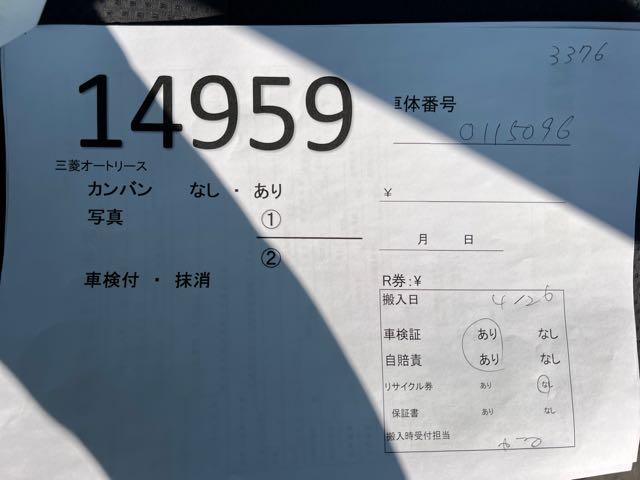 3376
14959
車体番号
0115096
三菱オートリース
カンバン なし ・ あり
¥
写真 ①
月 日
②
車検付 ・ 抹消
R券:¥
搬入日 4/26
車検証 あり なし
自賠責 あり なし
リサイクル券 あり なし
保証書 あり なし
搬入時受付担当